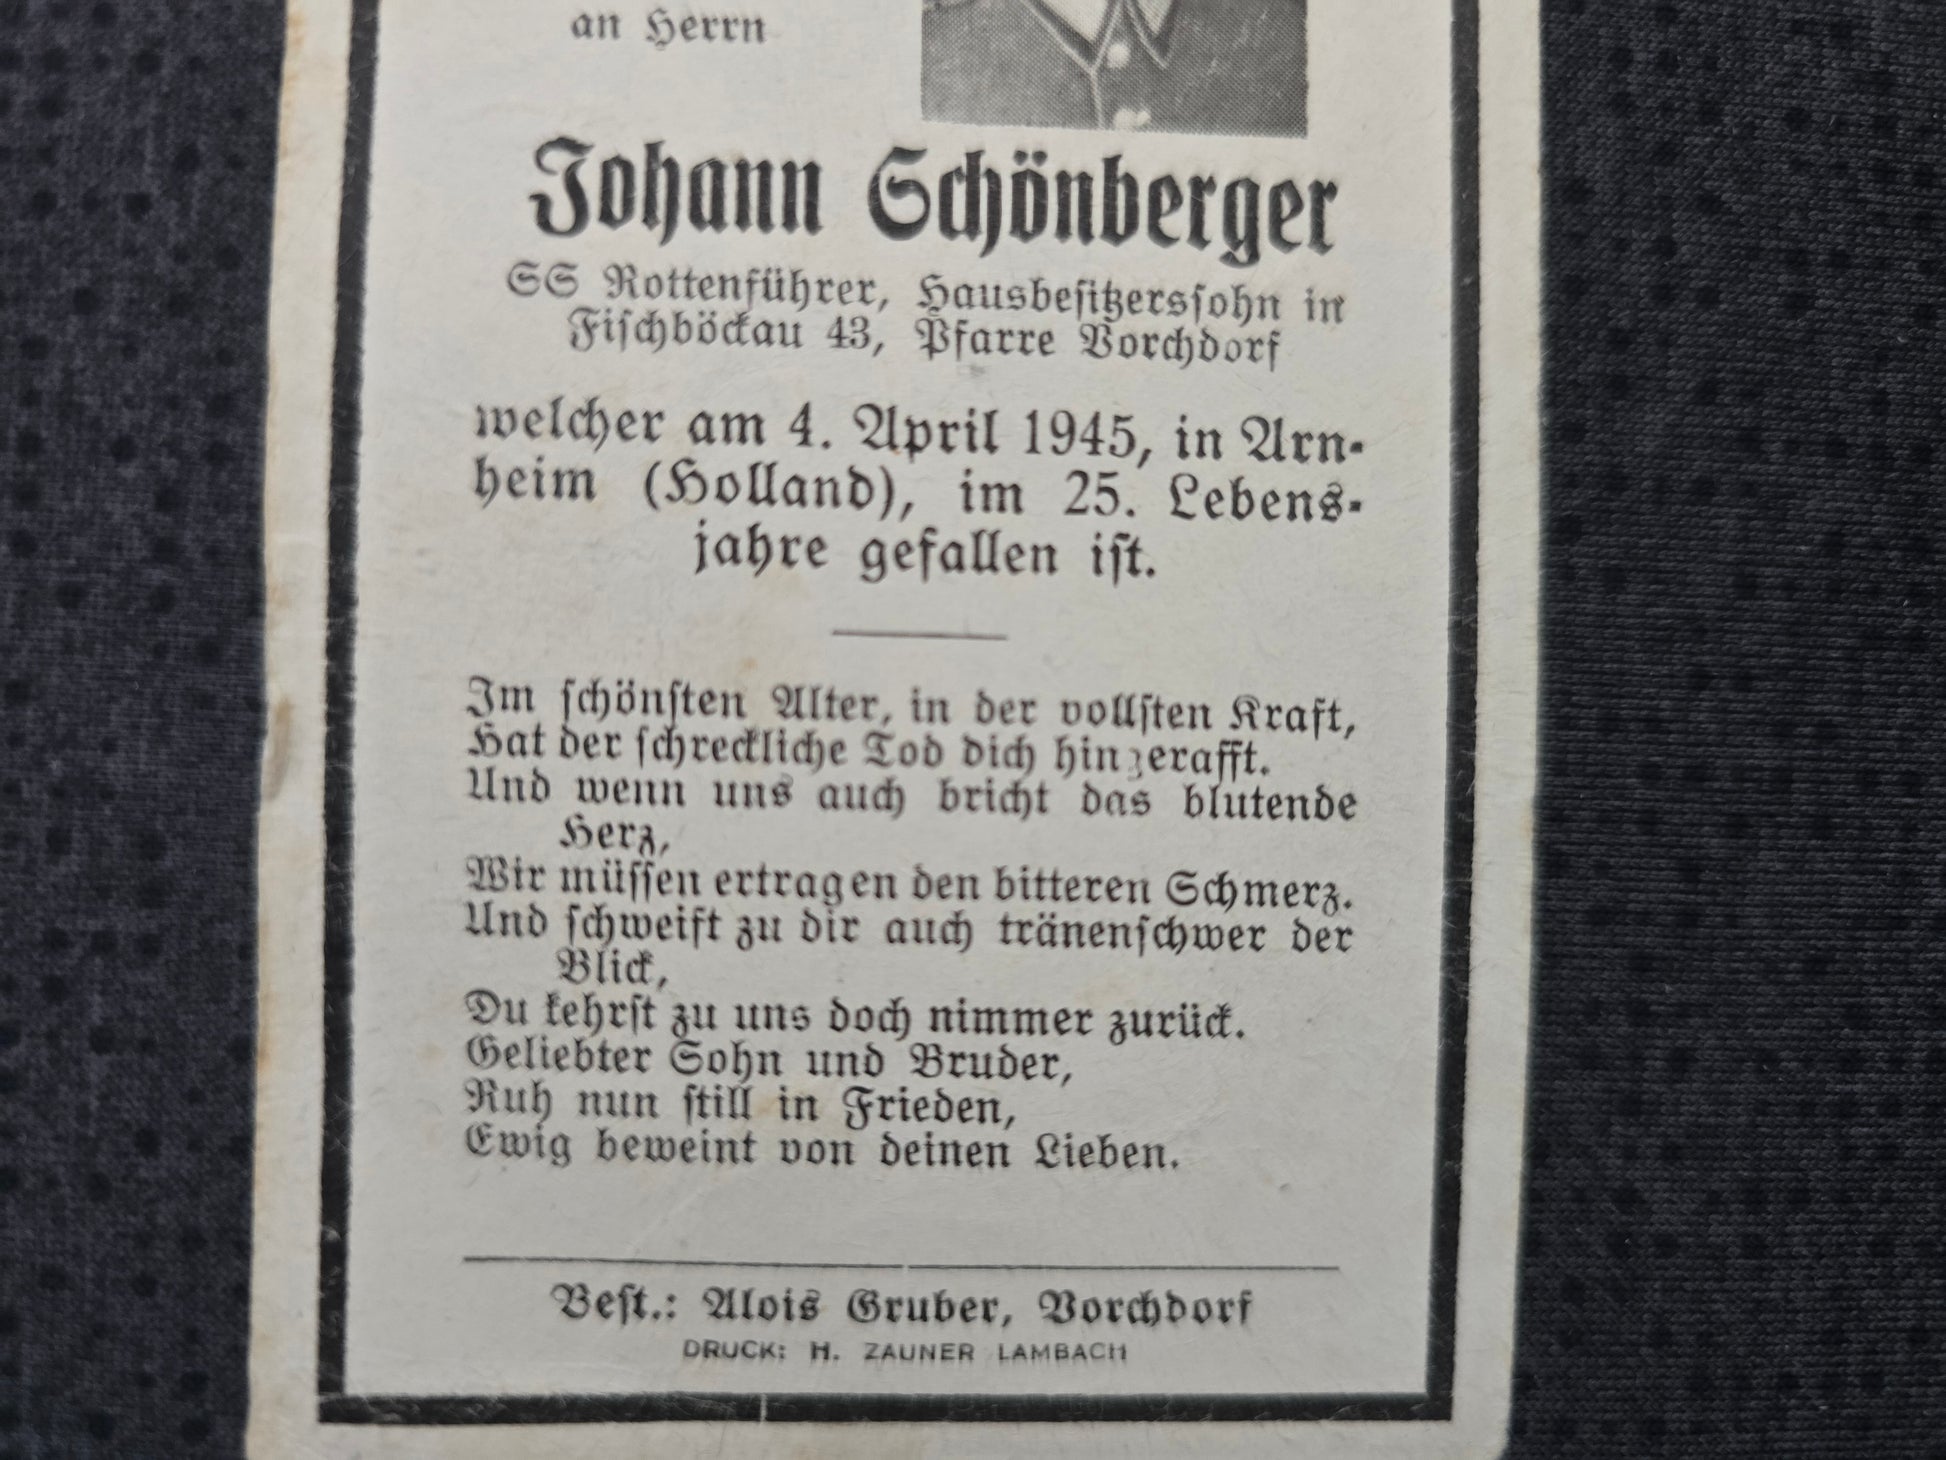 an Herrn
Johann Schönberger
SS Rottenführer, Hausbesitzerssohn in
Fischböckau 43, Pfarre Vorchdorf
welcher am 4. April 1945, in Arn-
heim (Holland), im 25. Lebens-
jahre gefallen ist.
Im schönsten Alter, in der vollsten Kraft,
Hat der schreckliche Tod dich hingerafft.
Und wenn uns auch bricht das blutende
Herz,
Wir müssen ertragen den bitteren Schmerz.
Und schweift zu dir auch tränenschwer der
Blick,
Du kehrst zu uns doch nimmer zurück.
Geliebter Sohn und Bruder,
Ruh nun still in Frieden,
Ewig beweint von deinen Lieben.
Best.: Alois Gruber, Vorchdorf
DRUCK: H. ZAUNER LAMBACH